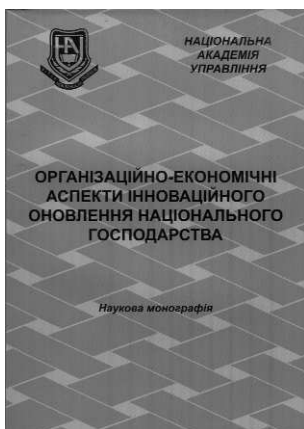 НАЦІОНАЛЬНА
АКАДЕМІЯ
УПРАВЛІННЯ
ОРГАНІЗАЦІЙНО-ЕКОНОМІЧНІ
АСПЕКТИ ІННОВАЦІЙНОГО
ОНОВЛЕННЯ НАЦІОНАЛЬНОГО
ГОСПОДАРСТВА
Наукова монографія